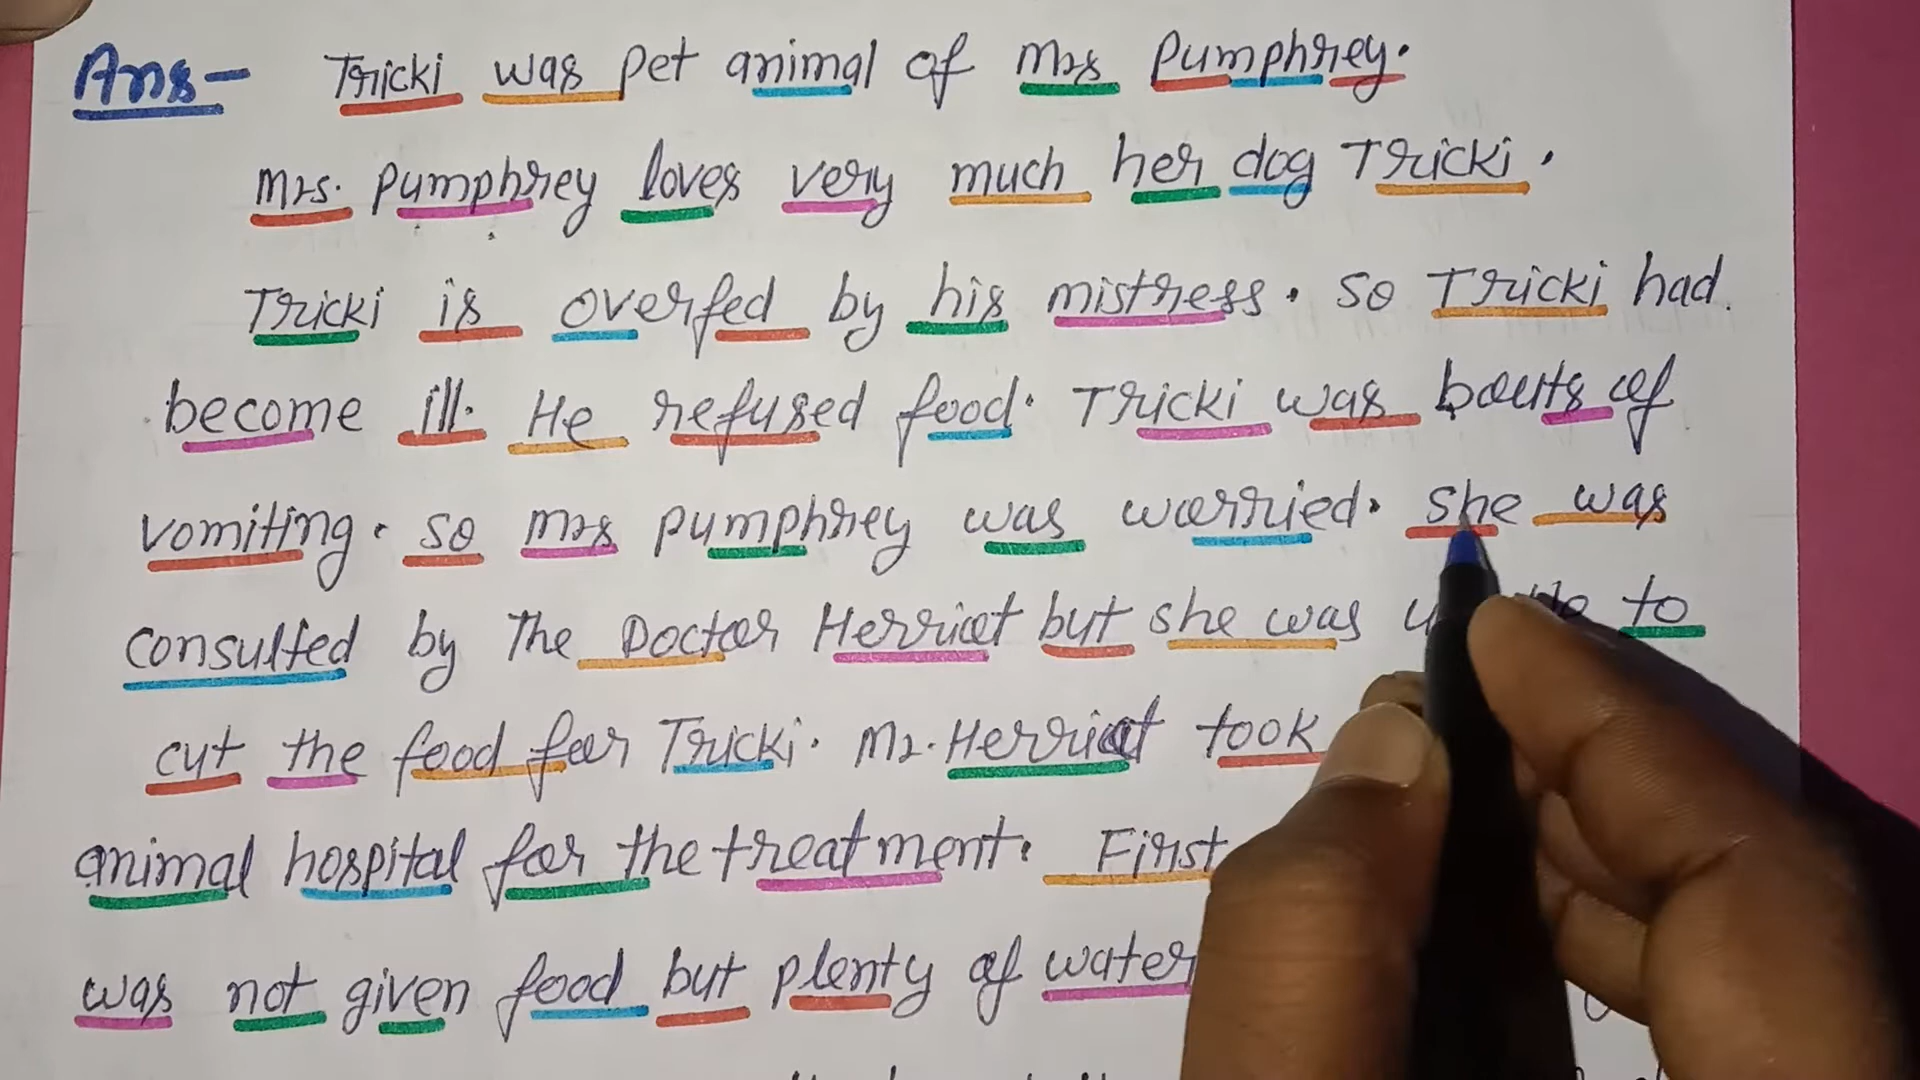 Ans- Tricki was pet animal of Mrs Pumphrey.
Mrs. Pumphrey loves very much her dog Tricki.
Tricki is overfed by his mistress. So Tricki had
become ill. He refused food. Tricki was bouts of
vomiting. So Mrs Pumphrey was worried. She was
consulted by The Doctor Herriot but she was to
cut the food for Tricki. Mr. Herriot took
animal hospital for the treatment. First
was not given food but plenty of water